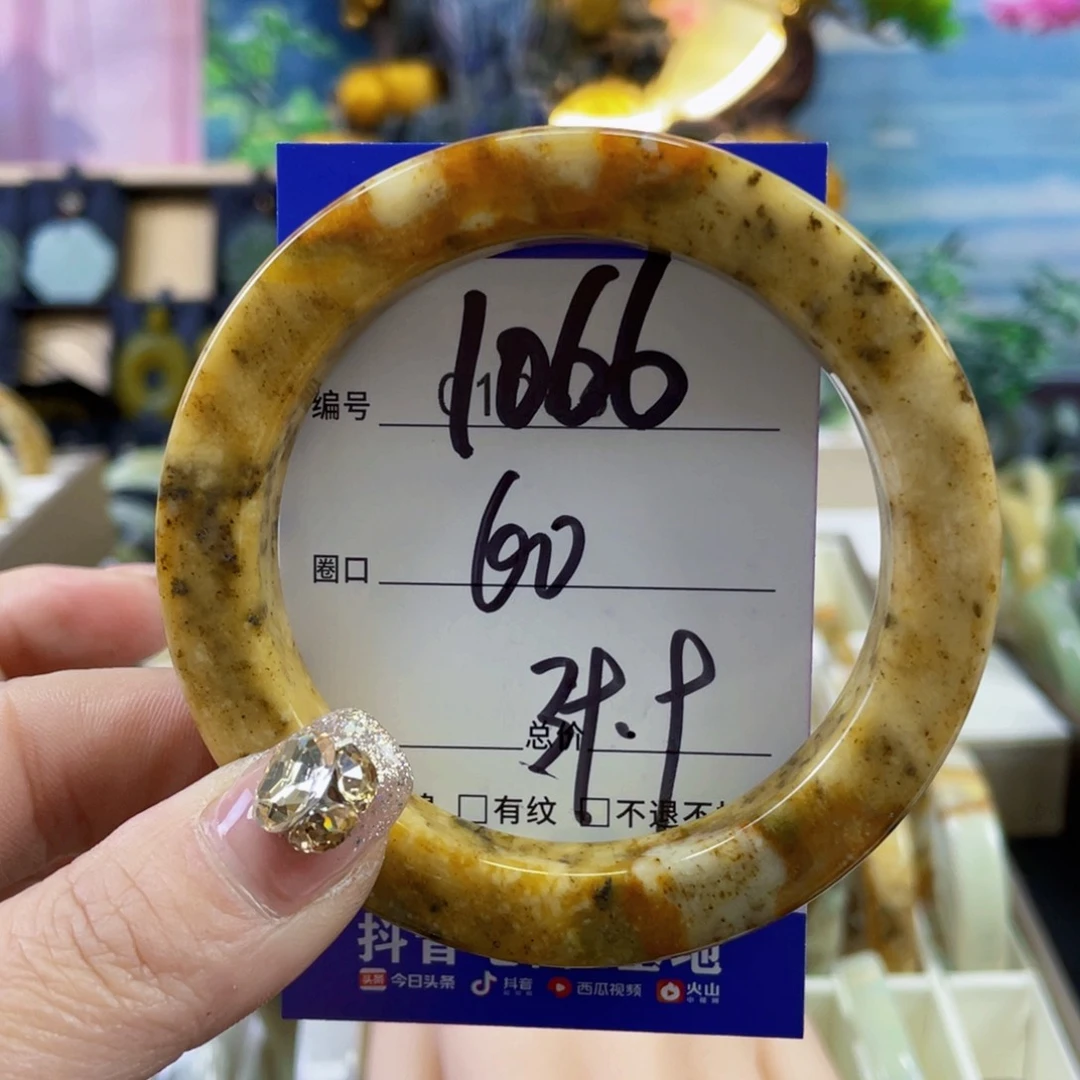 1066
编号
圈口 60
总价
□有纹 □不退不
抖音
今日头条 抖音 西瓜视频 火山